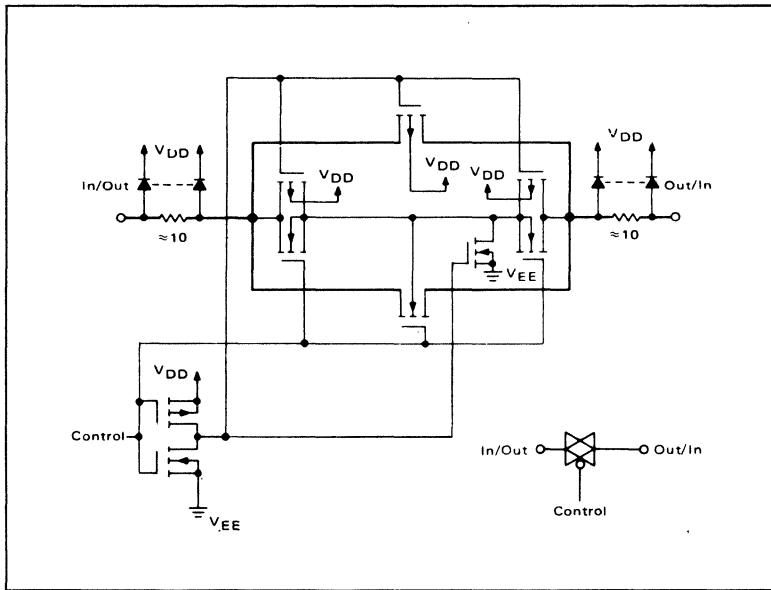 VDD
VDD
In/Out
Out/In
VDD
VDD
≈10
≈10
VDD
VEE
VDD
Control
VEE
In/Out
Out/In
Control